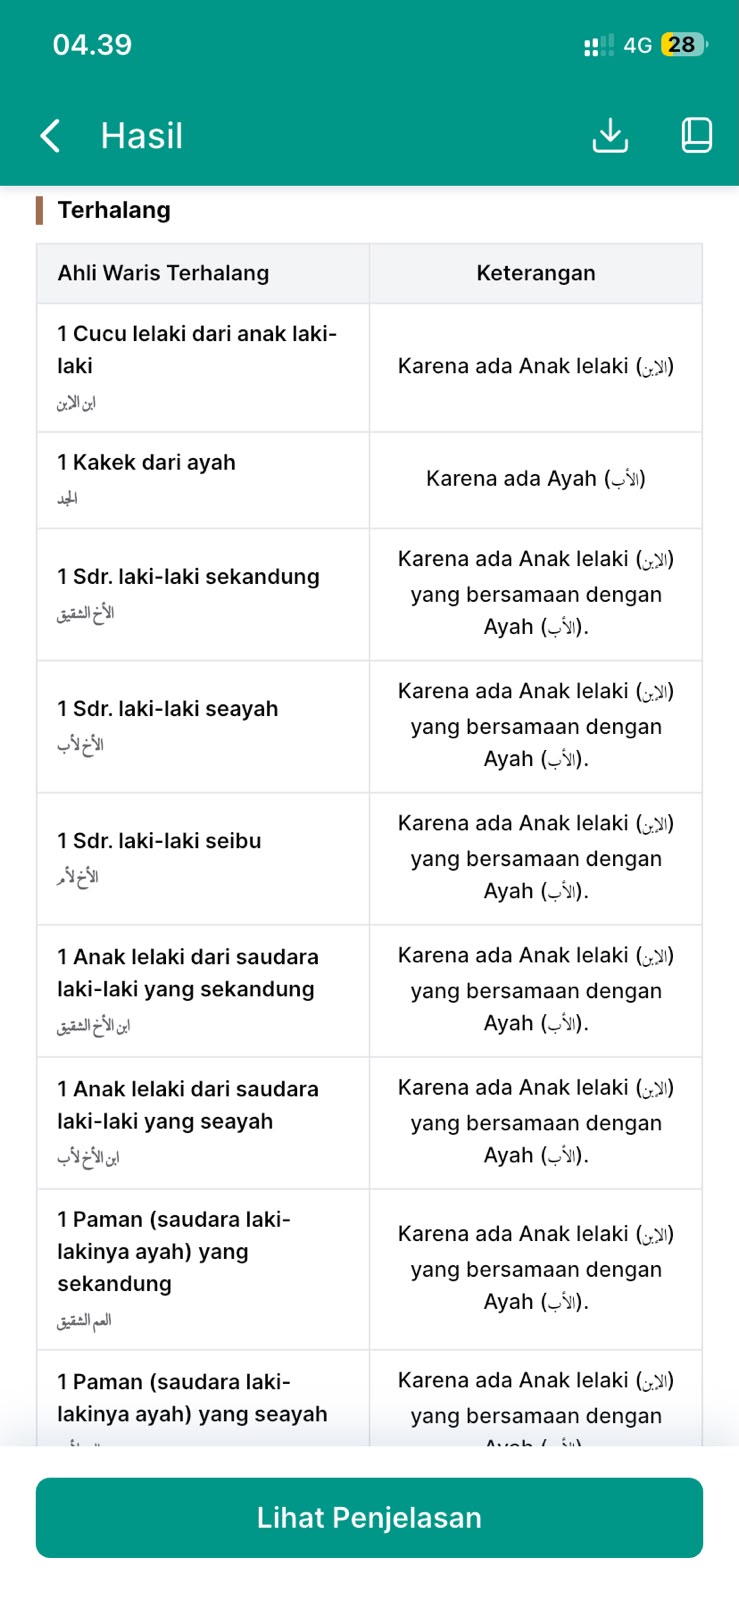 04.39
4G 28
Hasil
Terhalang
Ahli Waris Terhalang
Keterangan
1 Cucu lelaki dari anak laki-
laki
ابن الابن
Karena ada Anak lelaki (الابن)
1 Kakek dari ayah
الجد
Karena ada Ayah (الأب)
1 Sdr. laki-laki sekandung
الأخ الشقيق
Karena ada Anak lelaki (الابن)
yang bersamaan dengan
Ayah (الأب).
1 Sdr. laki-laki seayah
الأخ لأب
Karena ada Anak lelaki (الابن)
yang bersamaan dengan
Ayah (الأب).
1 Sdr. laki-laki seibu
الأخ لأم
Karena ada Anak lelaki (الابن)
yang bersamaan dengan
Ayah (الأب).
1 Anak lelaki dari saudara
laki-laki yang sekandung
ابن الأخ الشقيق
Karena ada Anak lelaki (الابن)
yang bersamaan dengan
Ayah (الأب).
1 Anak lelaki dari saudara
laki-laki yang seayah
ابن الأخ لأب
Karena ada Anak lelaki (الابن)
yang bersamaan dengan
Ayah (الأب).
1 Paman (saudara laki-
lakinya ayah) yang
sekandung
العم الشقيق
Karena ada Anak lelaki (الابن)
yang bersamaan dengan
Ayah (الأب).
1 Paman (saudara laki-
lakinya ayah) yang seayah
Karena ada Anak lelaki (الابن)
yang bersamaan dengan
Lihat Penjelasan